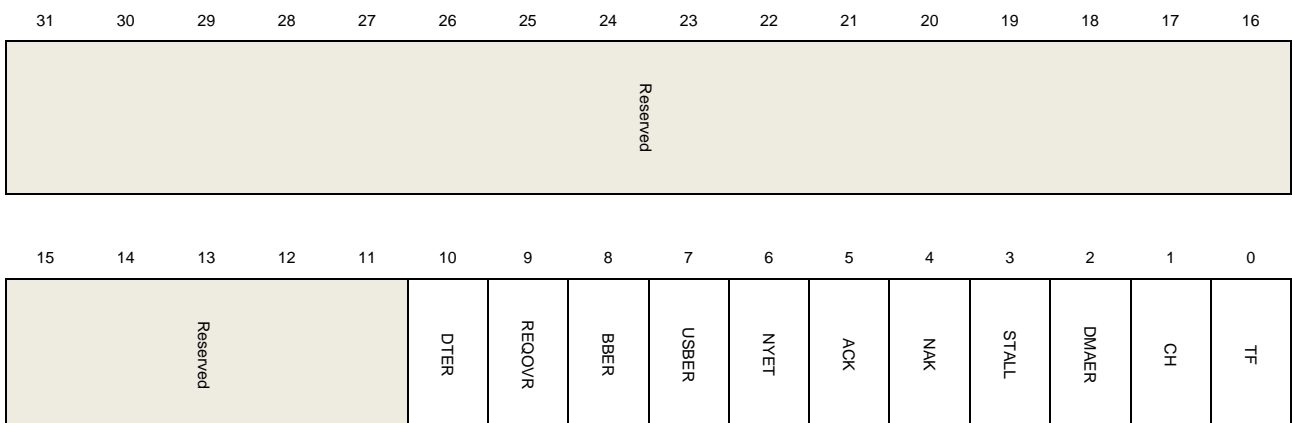 31 30 29 28 27 26 25 24 23 22 21 20 19 18 17 16
Reserved
15 14 13 12 11 10 9 8 7 6 5 4 3 2 1 0
Reserved DTER REQOVR BBER USBER NYET ACK NAK STALL DMAER CH TF